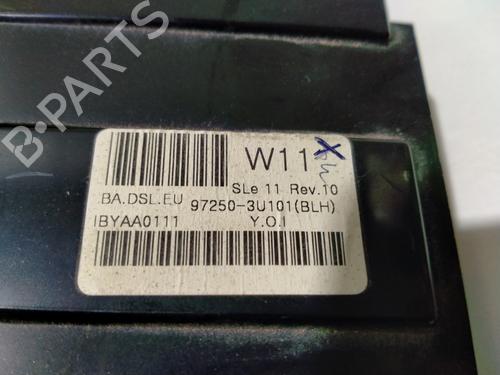 B-PARTS
W11
SLe 11 Rev.10
.BA.DSL.EU 97250-3U101(BLH)
IBYAA0111 Y.O.I